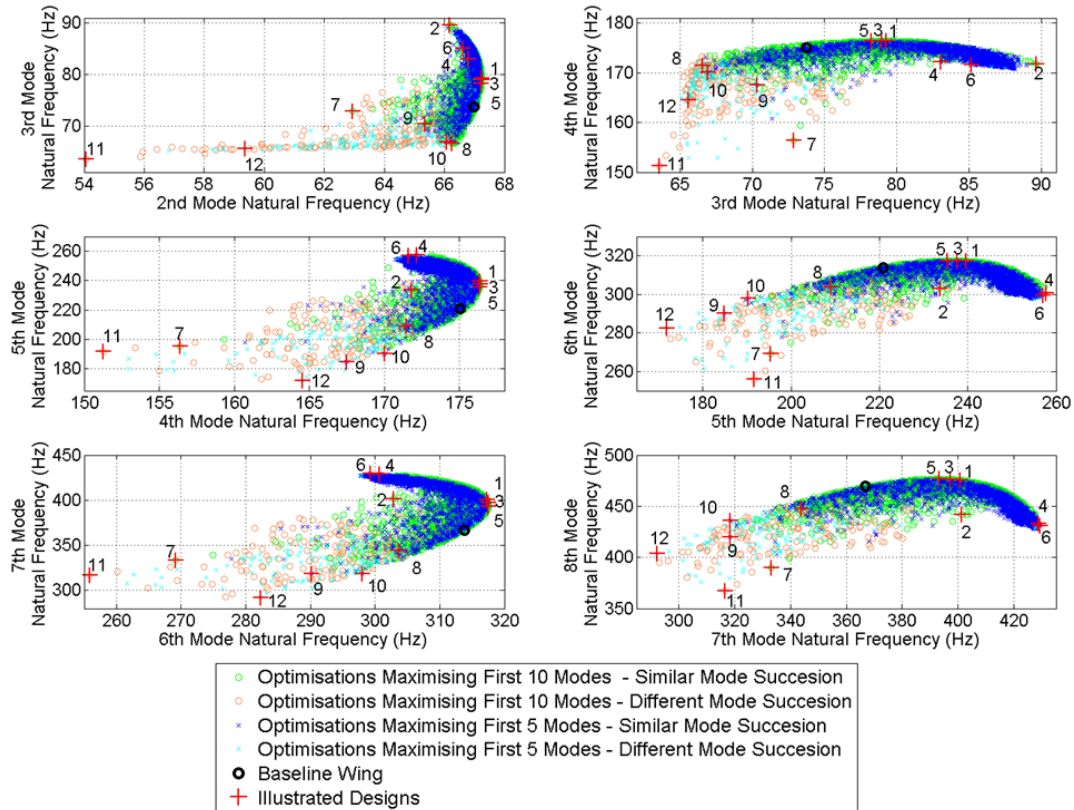 3rd Mode
Natural Frequency (Hz)
90
70
54 56 58 60 62 64 66 68
2nd Mode Natural Frequency (Hz)
2
6
4
1
3
5
7
9
8
10
12
11
4th Mode
Natural Frequency (Hz)
180
170
160
150
65 70 75 80 85 90
3rd Mode Natural Frequency (Hz)
5 3 1
8
10
9
4
6
2
12
7
11
5th Mode
Natural Frequency (Hz)
260
240
220
200
180
150 155 160 165 170 175
4th Mode Natural Frequency (Hz)
6 4
2
1
3
5
11
7
8
10
9
12
6th Mode
Natural Frequency (Hz)
320
300
280
260
180 200 220 240 260
5th Mode Natural Frequency (Hz)
5 3 1
8
10
9
12
2
4
6
7
11
7th Mode
Natural Frequency (Hz)
450
400
350
300
260 270 280 290 300 310 320
6th Mode Natural Frequency (Hz)
6 4
2
1
3
5
7
11
8
9
10
12
8th Mode
Natural Frequency (Hz)
500
450
400
350
300 320 340 360 380 400 420
7th Mode Natural Frequency (Hz)
5 3 1
8
10
4
2
6
12
9
7
11
Optimisations Maximising First 10 Modes - Similar Mode Succesion
Optimisations Maximising First 10 Modes - Different Mode Succesion
Optimisations Maximising First 5 Modes - Similar Mode Succesion
Optimisations Maximising First 5 Modes - Different Mode Succesion
Baseline Wing
Illustrated Designs